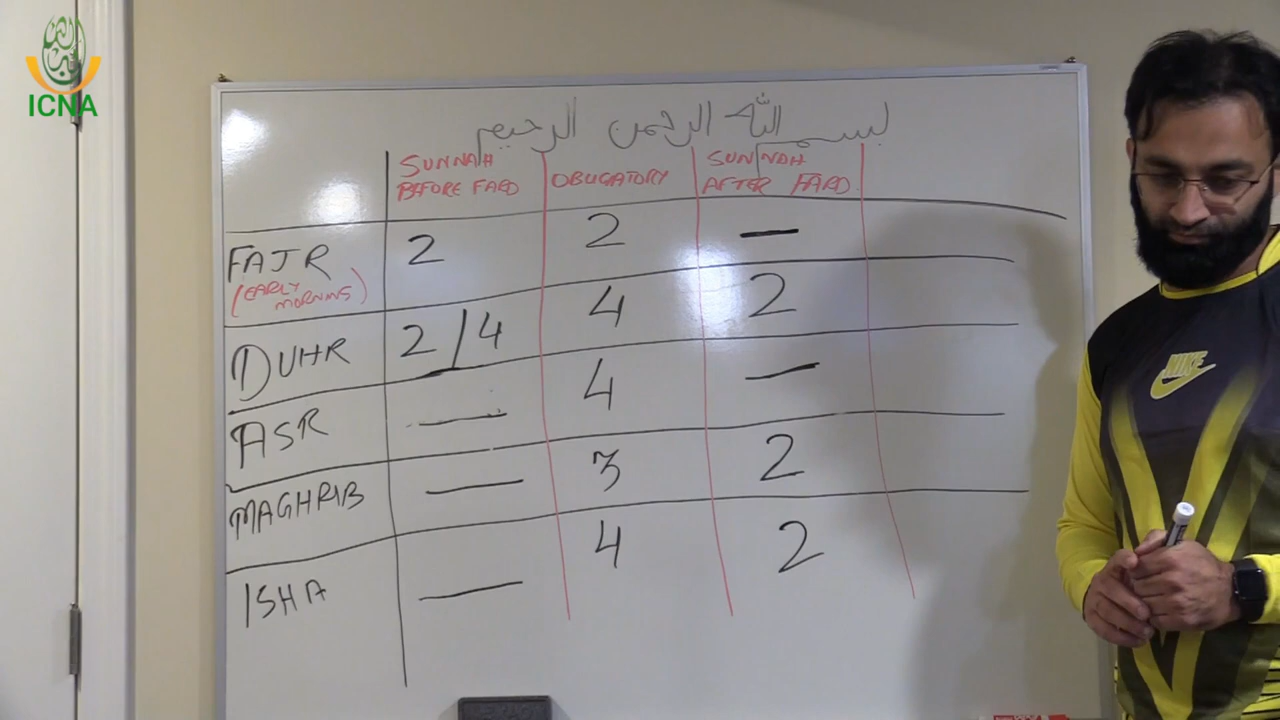 ICNA
بسم الله الرحمن الرحيم
SUNNAH BEFORE FARD OBLIGATORY SUNNAH AFTER FARD
FAJR 2 2 —
(EARLY MORNING)
DUHR 2/4 4 2
ASR — 4 —
MAGHRIB — 3 2
ISHA — 4 2
NIKE